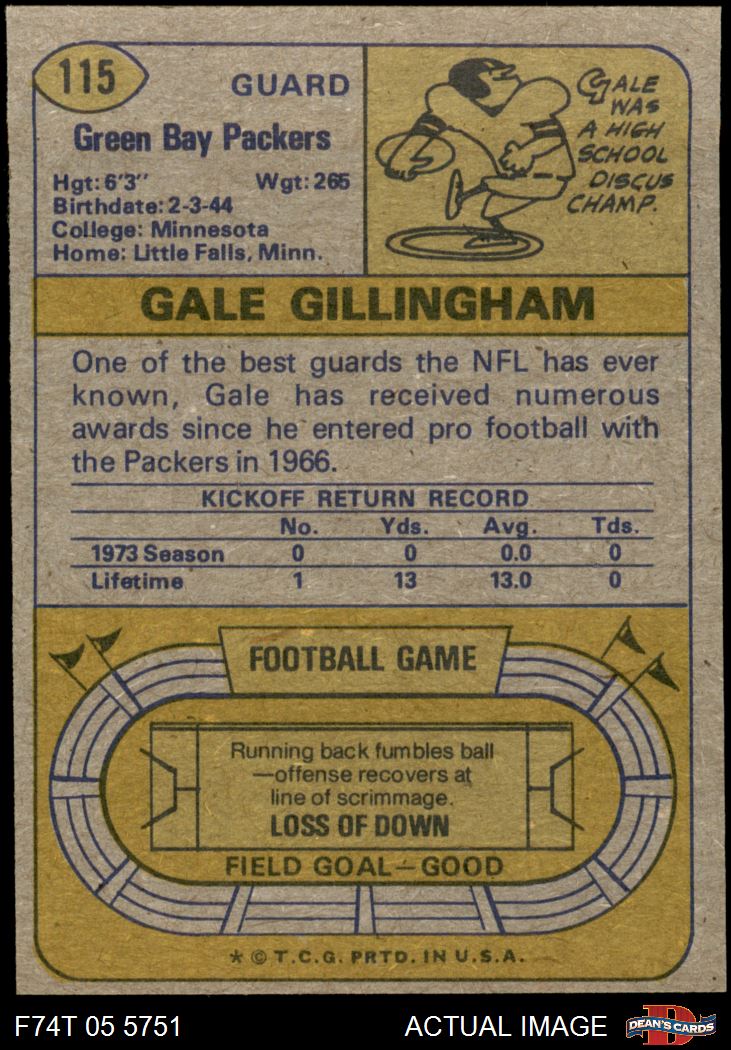 115
GUARD
Green Bay Packers
Hgt: 6'3" Wgt: 265
Birthdate: 2-3-44
College: Minnesota
Home: Little Falls, Minn.
GALE
WAS
A HIGH
SCHOOL
DISCUS
CHAMP.
GALE GILLINGHAM
One of the best guards the NFL has ever
known, Gale has received numerous
awards since he entered pro football with
the Packers in 1966.
KICKOFF RETURN RECORD
No. Yds. Avg. Tds.
1973 Season 0 0 0.0 0
Lifetime 1 13 13.0 0
FOOTBALL GAME
Running back fumbles ball
—offense recovers at
line of scrimmage.
LOSS OF DOWN
FIELD GOAL—GOOD
* © T.C.G. PRTD. IN U.S.A.
F74T 05 5751 ACTUAL IMAGE
DEAN'S CARDS